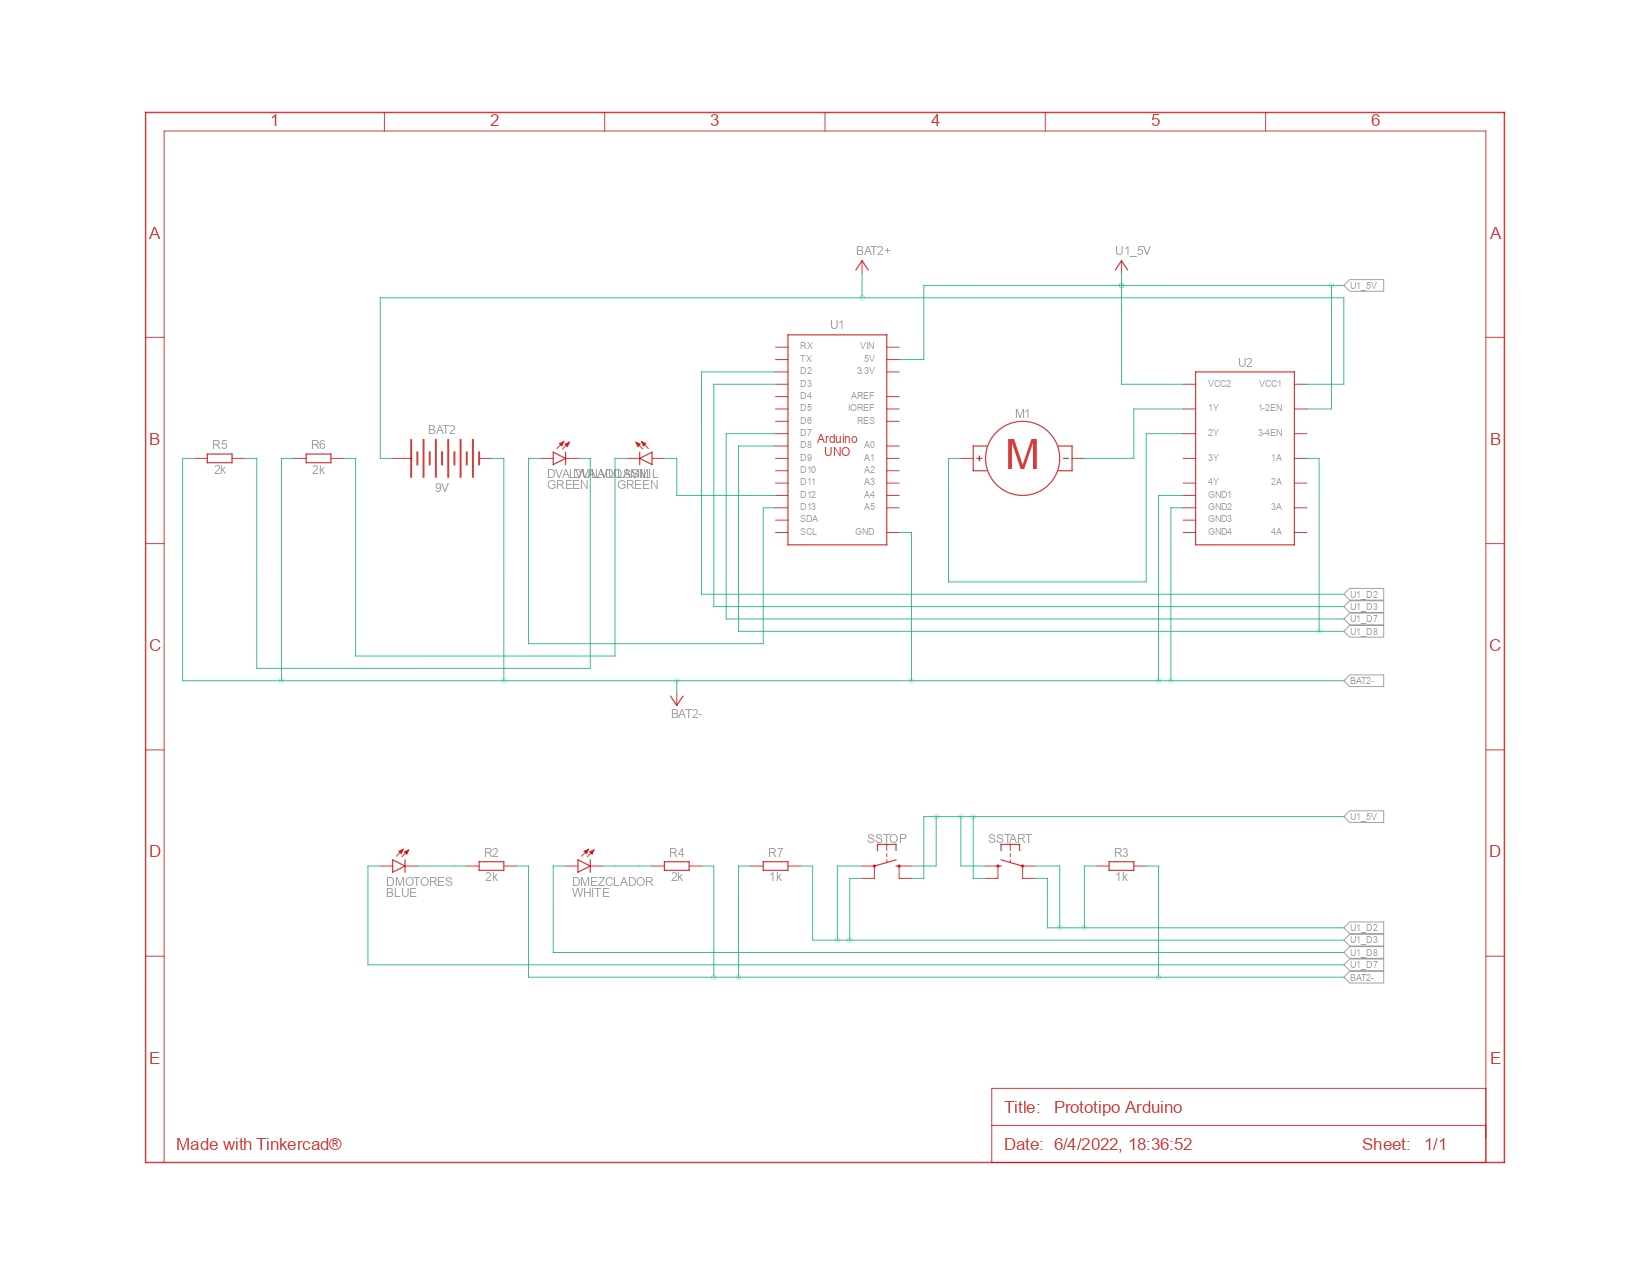 1 2 3 4 5 6
A A
BAT2+ U1_5V
U1_5V
U1
RX VIN
TX 5V
D2 3.3V
D3
D4 AREF
D5 IOREF
D6 RES
D7
D8 A0
D9 A1
D10 A2
D11 A3
D12 A4
D13 A5
SDA
SCL GND
Arduino
UNO
U2
VCC2 VCC1
1Y 1-2EN
2Y 3-4EN
3Y 1A
4Y 2A
GND1
GND2 3A
GND3
GND4 4A
M1
+ M -
B B
R5
2k
R6
2k
BAT2
9V
GREEN GREEN
U1_D2
U1_D3
U1_D7
U1_D8
C C
BAT2-
BAT2-
U1_5V
SSTOP SSTART
D D
DMOTORES
BLUE
R2
2k
DMEZCLADOR
WHITE
R4
2k
R7
1k
R3
1k
U1_D2
U1_D3
U1_D8
U1_D7
BAT2-
E E
Title: Prototipo Arduino
Made with Tinkercad®
Date: 6/4/2022, 18:36:52 Sheet: 1/1